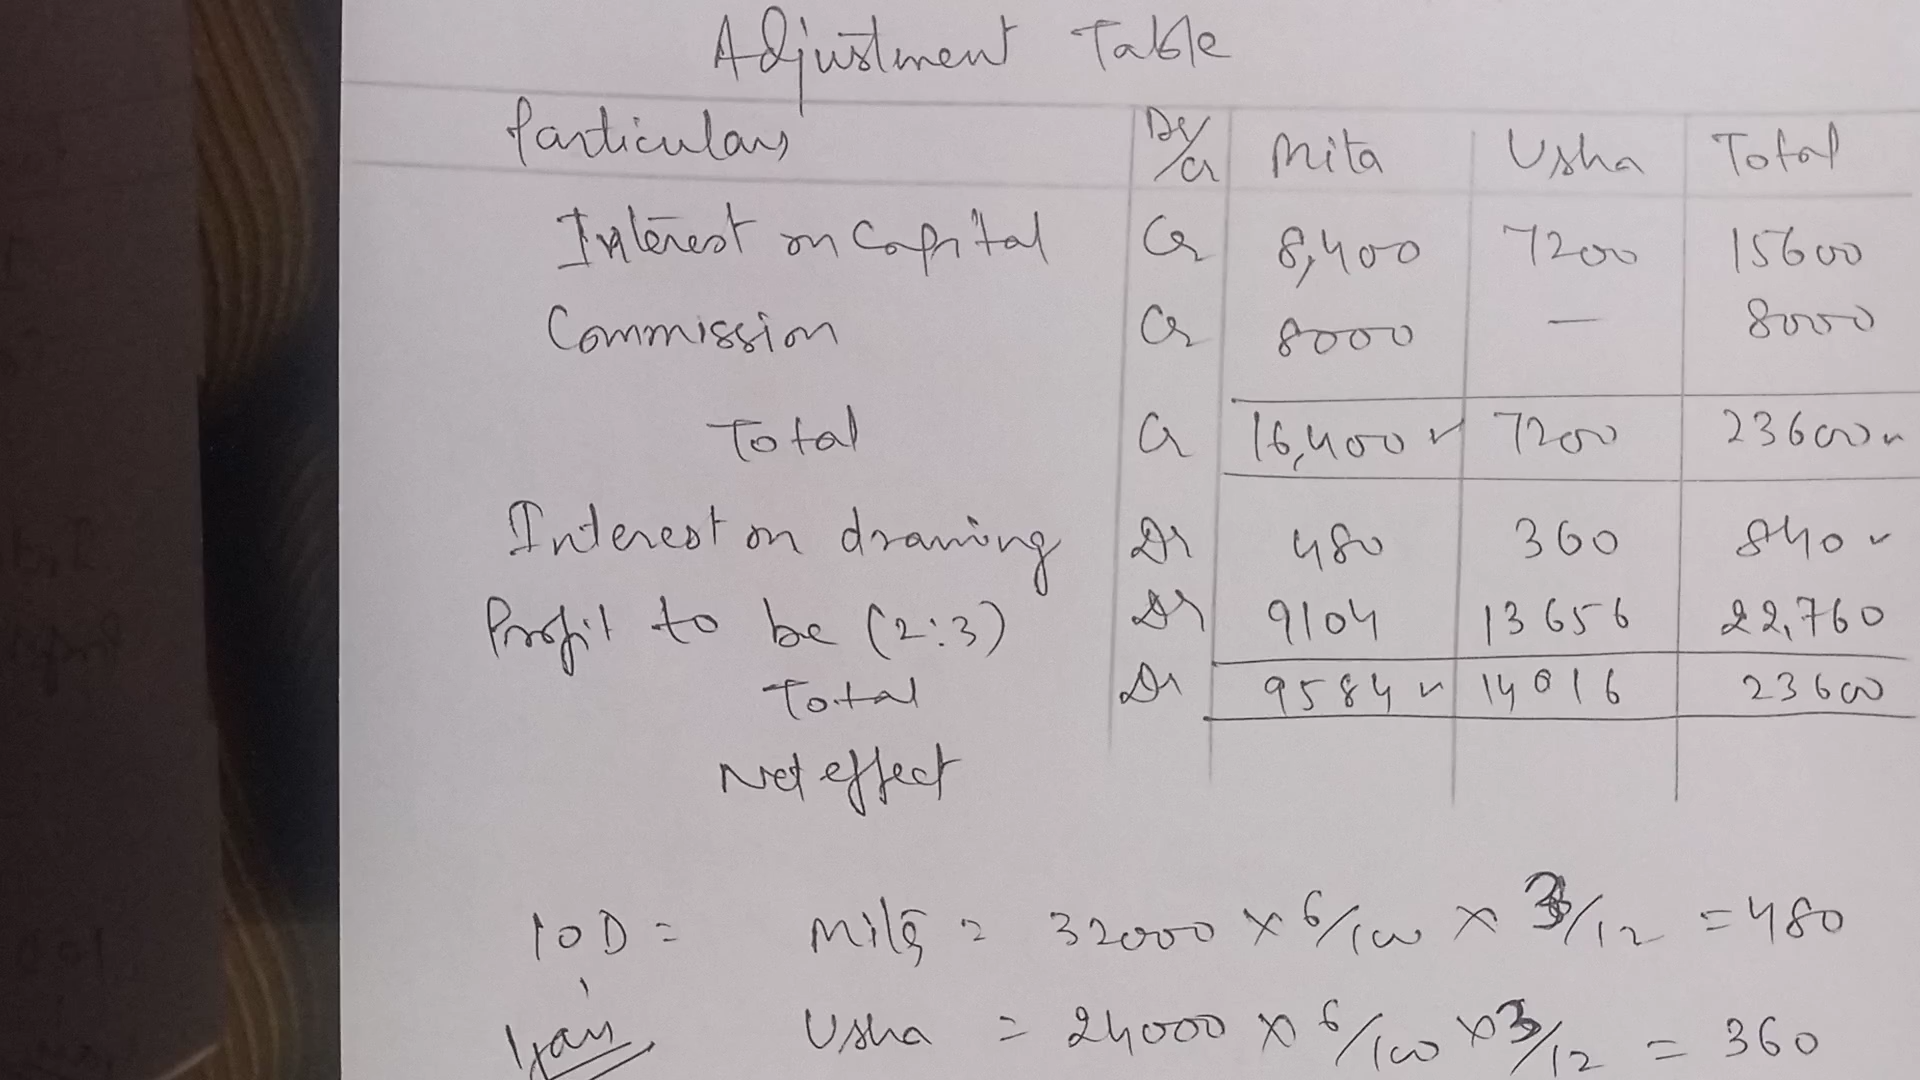 Adjustment Table
Particulars Dr/Cr Mita Usha Total
Interest on Capital Cr 8,400 7200 15600
Commission Cr 8000 — 8000
Total Cr 16,400 ✓ 7200 23600 ✓
Interest on drawing Dr 480 360 840 ✓
Profit to be (2:3) Dr 9104 13656 22,760
Total Dr 9584 ✓ 14016 23600
Net effect
IOD = Mita = 32000 × 6/100 × 3/12 = 480
Usha = 24000 × 6/100 × 3/12 = 360